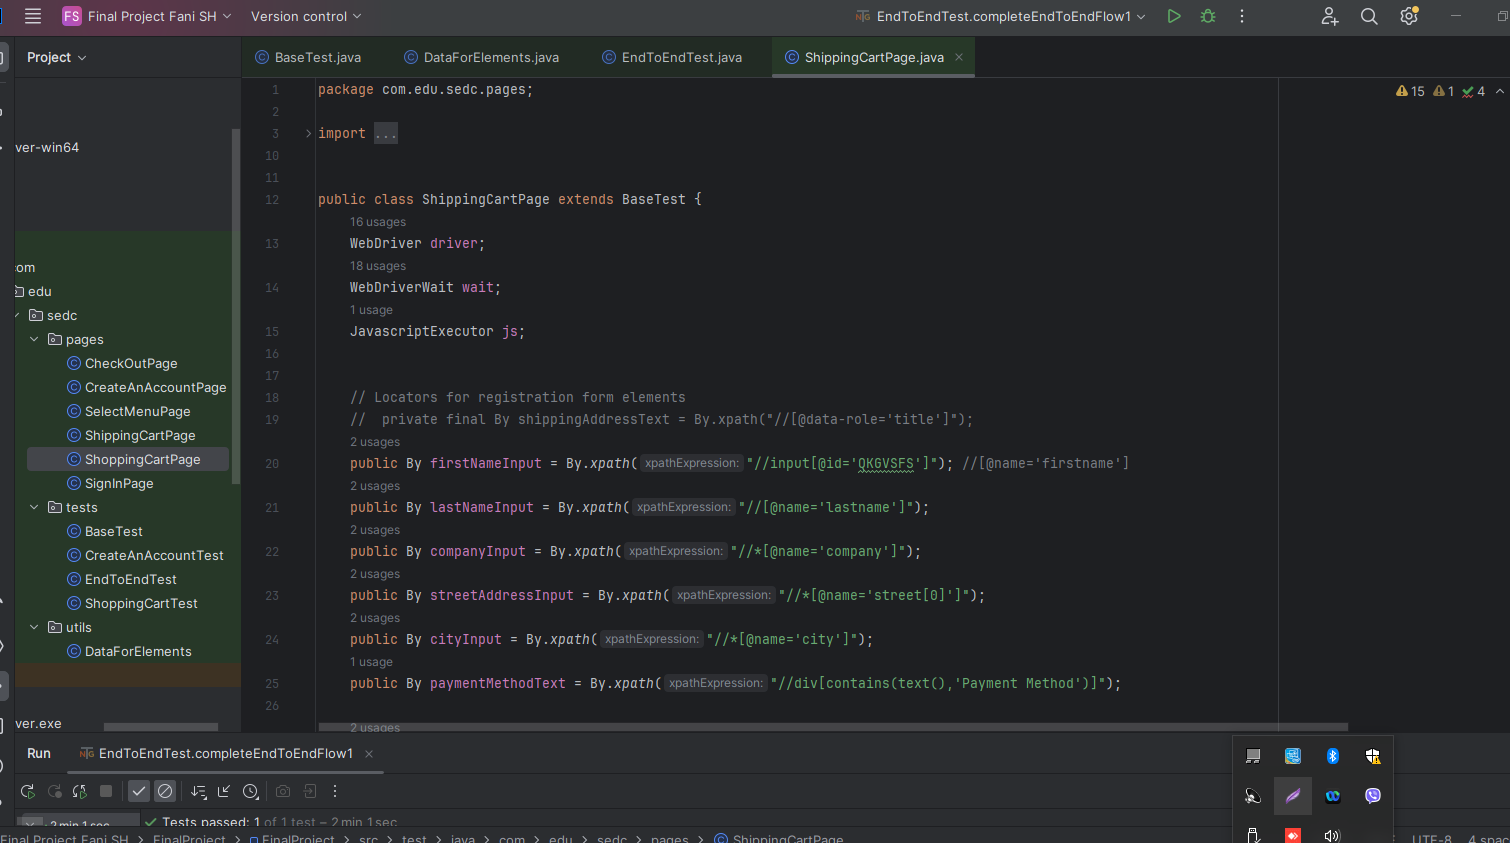 FS Final Project Fani SH Version control EndToEndTest.completeEndToEndFlow1
Project
BaseTest.java DataForElements.java EndToEndTest.java ShippingCartPage.java
15 1 4
ver-win64
om
edu
sedc
pages
CheckOutPage
CreateAnAccountPage
SelectMenuPage
ShippingCartPage
ShoppingCartPage
SignInPage
tests
BaseTest
CreateAnAccountTest
EndToEndTest
ShoppingCartTest
utils
DataForElements
ver.exe
1 package com.edu.sedc.pages;
2
3 import ...
10
11
12 public class ShippingCartPage extends BaseTest {
16 usages
13 WebDriver driver;
18 usages
14 WebDriverWait wait;
1 usage
15 JavascriptExecutor js;
16
17
18 // Locators for registration form elements
19 //  private final By shippingAddressText = By.xpath("//[@data-role='title']");
2 usages
20 public By firstNameInput = By.xpath( xpathExpression: "//input[@id='QKGVSFS']"); //[@name='firstname']
2 usages
21 public By lastNameInput = By.xpath( xpathExpression: "//[@name='lastname']");
2 usages
22 public By companyInput = By.xpath( xpathExpression: "//*[@name='company']");
2 usages
23 public By streetAddressInput = By.xpath( xpathExpression: "//*[@name='street[0]']");
2 usages
24 public By cityInput = By.xpath( xpathExpression: "//*[@name='city']");
1 usage
25 public By paymentMethodText = By.xpath( xpathExpression: "//div[contains(text(),'Payment Method')]");
26
2 usages
Run EndToEndTest.completeEndToEndFlow1
2 min 1 sec Tests passed: 1 of 1 test – 2 min 1 sec
Final Project Fani SH > FinalProject > FinalProject > src > test > java > com > edu > sedc > pages > ShippingCartPage UTF-8 4 spac